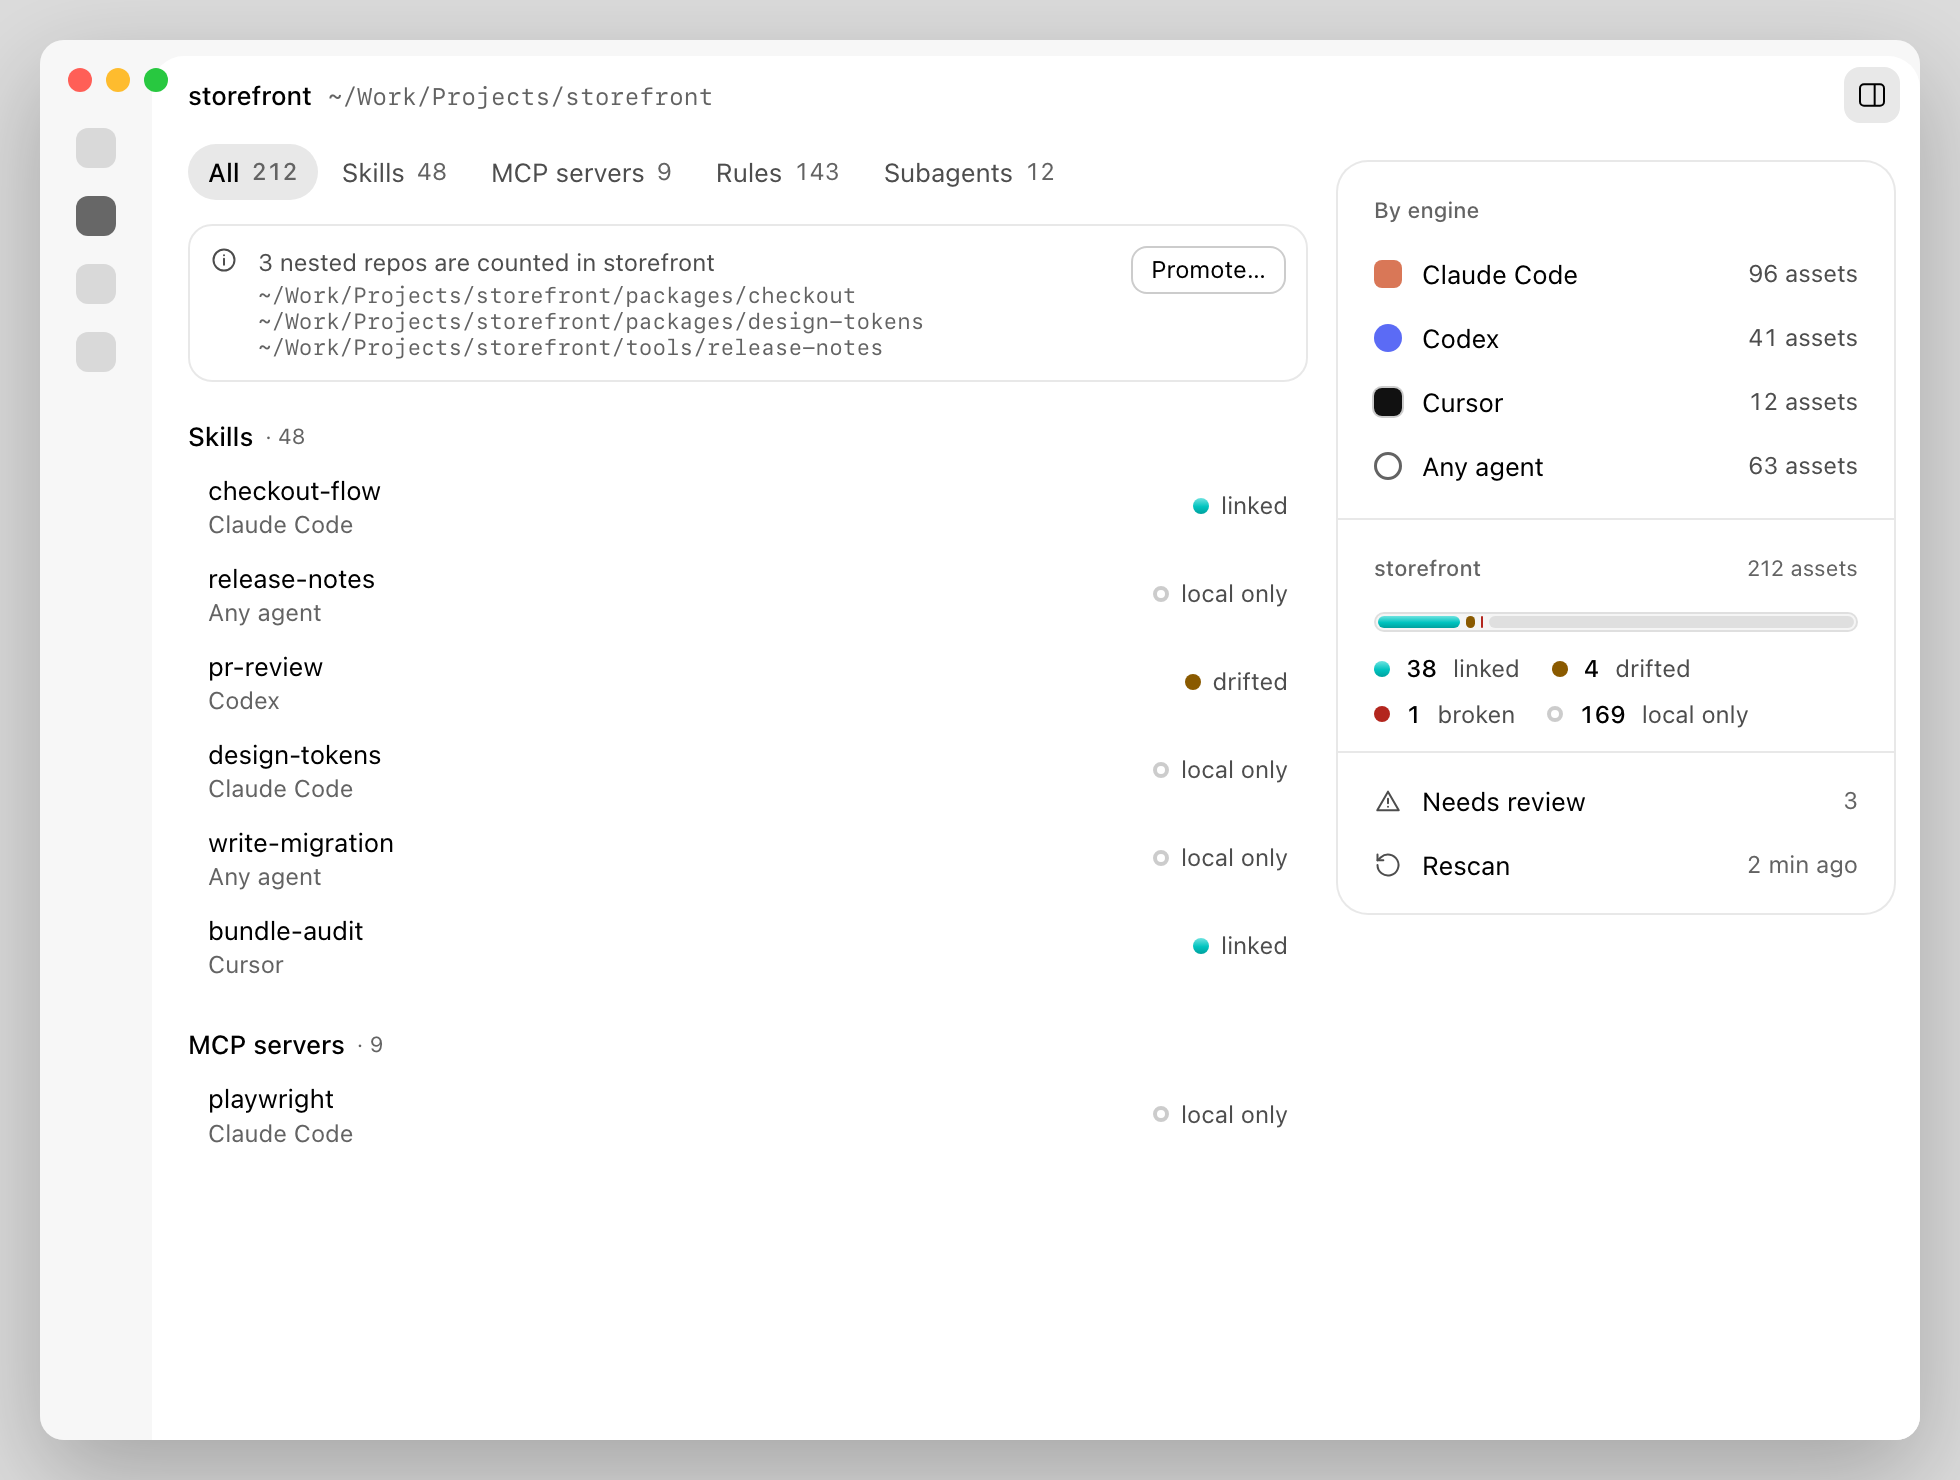 storefront ~/Work/Projects/storefront
All 212 Skills 48 MCP servers 9 Rules 143 Subagents 12
3 nested repos are counted in storefront
~/Work/Projects/storefront/packages/checkout
~/Work/Projects/storefront/packages/design-tokens
~/Work/Projects/storefront/tools/release-notes
Promote...
Skills · 48
checkout-flow
Claude Code
linked
release-notes
Any agent
local only
pr-review
Codex
drifted
design-tokens
Claude Code
local only
write-migration
Any agent
local only
bundle-audit
Cursor
linked
MCP servers · 9
playwright
Claude Code
local only
By engine
Claude Code 96 assets
Codex 41 assets
Cursor 12 assets
Any agent 63 assets
storefront 212 assets
38 linked 4 drifted
1 broken 169 local only
Needs review 3
Rescan 2 min ago